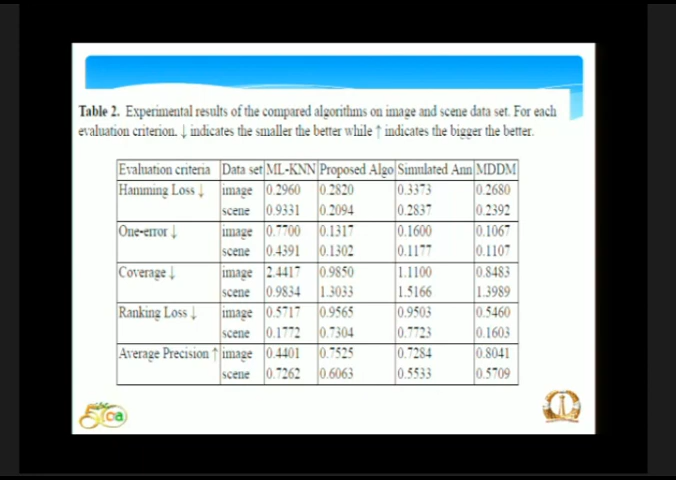 Table 2. Experimental results of the compared algorithms on image and scene data set. For each
evaluation criterion. ↓ indicates the smaller the better while ↑ indicates the bigger the better.
Evaluation criteria Data set ML-KNN Proposed Algo Simulated Ann MDDM
Hamming Loss ↓ image 0.2960 0.2820 0.3373 0.2680
scene 0.9331 0.2094 0.2837 0.2392
One-error ↓ image 0.7700 0.1317 0.1600 0.1067
scene 0.4391 0.1302 0.1177 0.1107
Coverage ↓ image 2.4417 0.9850 1.1100 0.8483
scene 0.9834 1.3033 1.5166 1.3989
Ranking Loss ↓ image 0.5717 0.9565 0.9503 0.5460
scene 0.1772 0.7304 0.7723 0.1603
Average Precision ↑ image 0.4401 0.7525 0.7284 0.8041
scene 0.7262 0.6063 0.5533 0.5709